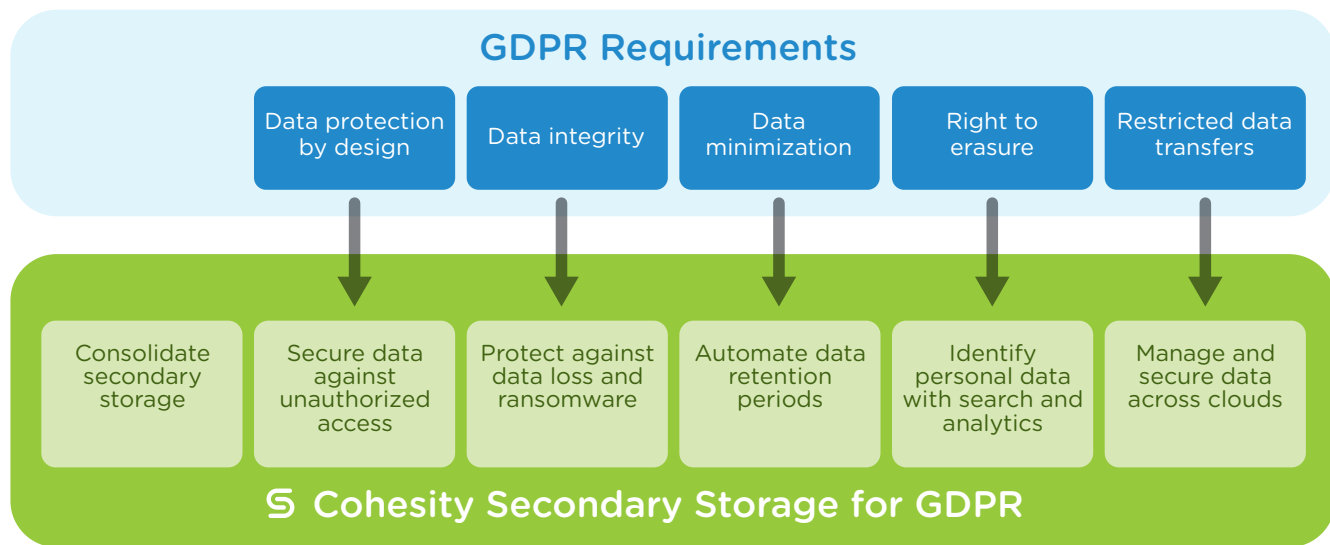 GDPR Requirements
Data protection
by design
Data integrity
Data
minimization
Right to
erasure
Restricted data
transfers
Consolidate
secondary
storage
Secure data
against
unauthorized
access
Protect against
data loss and
ransomware
Automate data
retention
periods
Identify
personal data
with search and
analytics
Manage and
secure data
across clouds
Cohesity Secondary Storage for GDPR